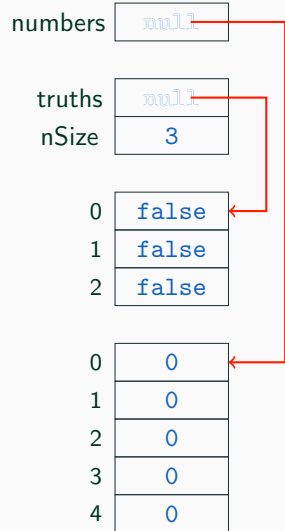 numbers null
truths null
nSize 3
0 false
1 false
2 false
0 0
1 0
2 0
3 0
4 0